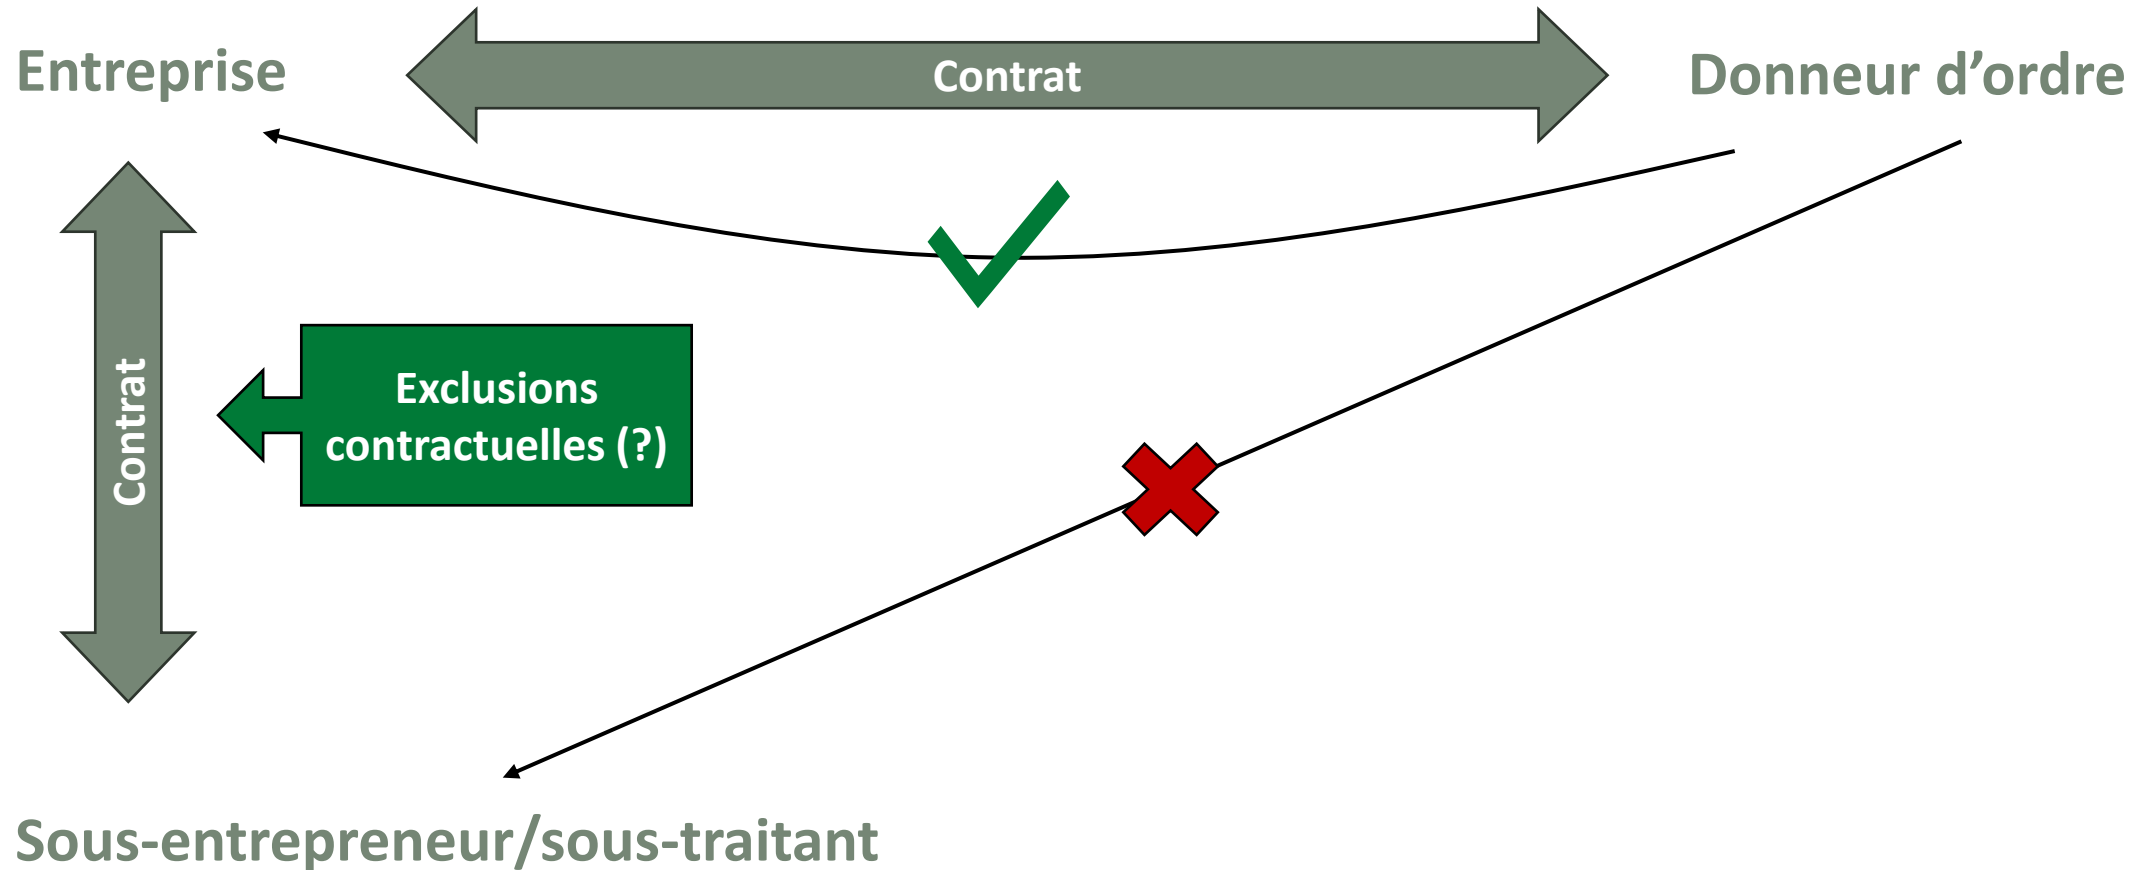 Entreprise
Contrat
Donneur d’ordre
Contrat
Exclusions
contractuelles (?)
Sous-entrepreneur/sous-traitant